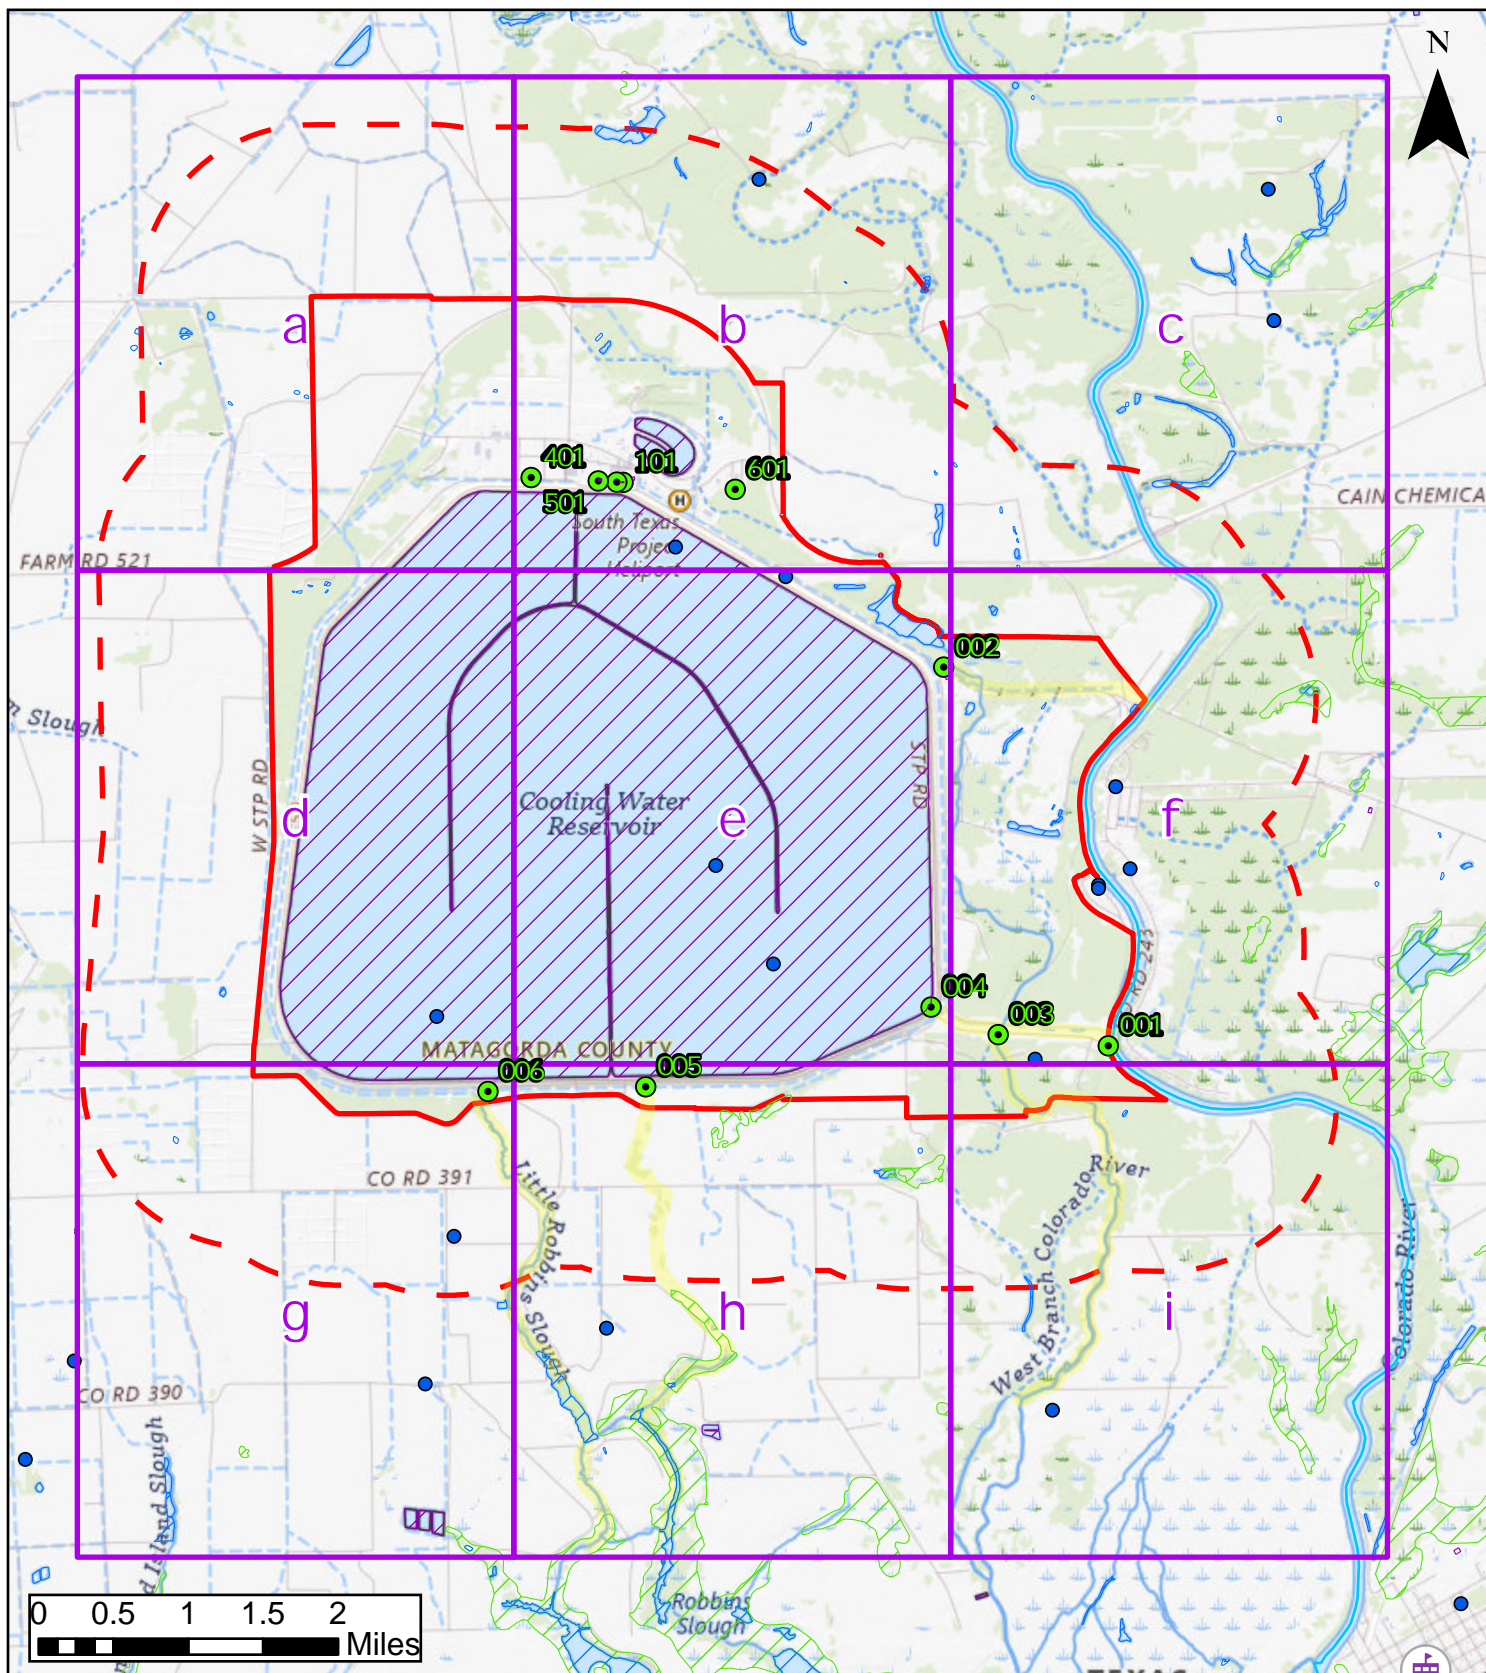 N
a
b
c
401
101
601
501
H
South Texas
Project
Heliport
CAIN CHEMICA
FARM RD 521
002
m Slough
W STP RD
STP RD
Cooling Water
Reservoir
d
e
f
RD 243
004
003
001
MATAGORDA COUNTY
006
005
CO RD 391
Little Robbins Slough
West Branch Colorado River
Colorado River
g
h
i
CO RD 390
d Island Slough
Robbins
Slough
0 0.5 1 1.5 2
Miles
TEXAS